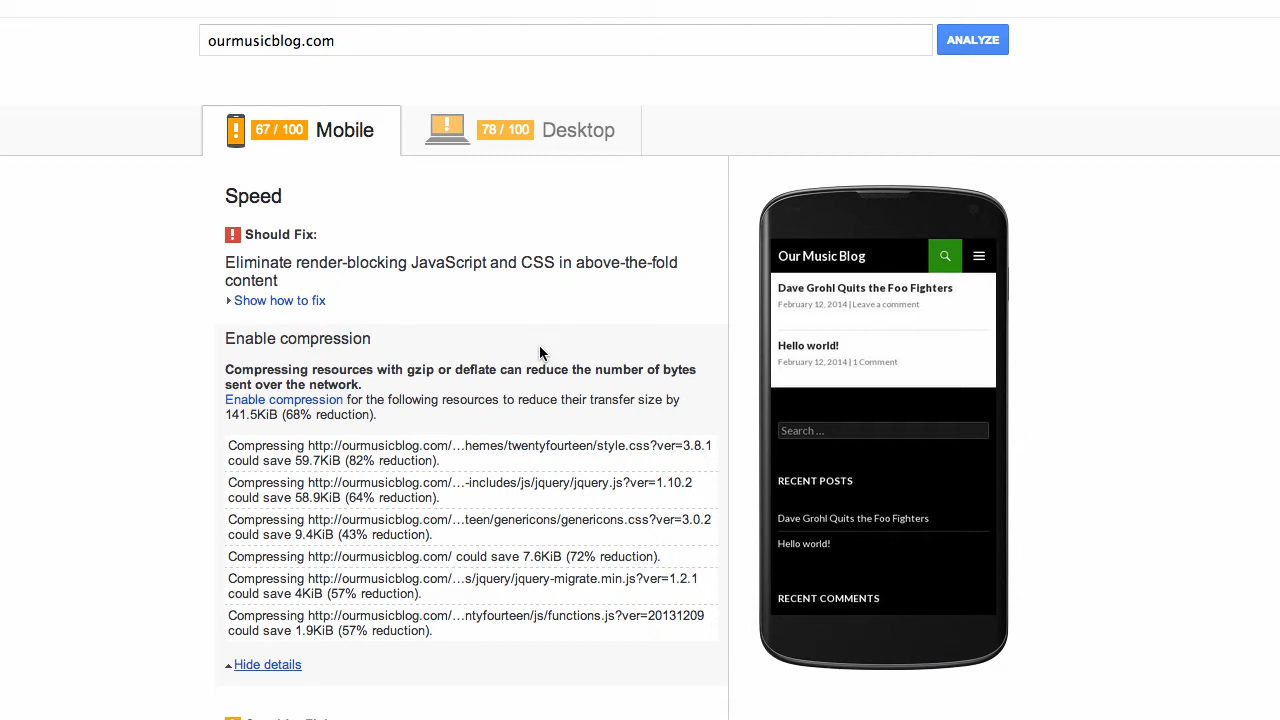 ourmusicblog.com
ANALYZE
67 / 100 Mobile
78 / 100 Desktop
Speed
Should Fix:
Eliminate render-blocking JavaScript and CSS in above-the-fold
content
Show how to fix
Enable compression
Compressing resources with gzip or deflate can reduce the number of bytes
sent over the network.
Enable compression for the following resources to reduce their transfer size by
141.5KiB (68% reduction).
Compressing http://ourmusicblog.com/…hemes/twentyfourteen/style.css?ver=3.8.1
could save 59.7KiB (82% reduction).
Compressing http://ourmusicblog.com/…-includes/js/jquery/jquery.js?ver=1.10.2
could save 58.9KiB (64% reduction).
Compressing http://ourmusicblog.com/…teen/genericons/genericons.css?ver=3.0.2
could save 9.4KiB (43% reduction).
Compressing http://ourmusicblog.com/ could save 7.6KiB (72% reduction).
Compressing http://ourmusicblog.com/…s/jquery/jquery-migrate.min.js?ver=1.2.1
could save 4KiB (57% reduction).
Compressing http://ourmusicblog.com/…ntyfourteen/js/functions.js?ver=20131209
could save 1.9KiB (57% reduction).
Hide details
Our Music Blog
Dave Grohl Quits the Foo Fighters
February 12, 2014 | Leave a comment
Hello world!
February 12, 2014 | 1 Comment
Search …
RECENT POSTS
Dave Grohl Quits the Foo Fighters
Hello world!
RECENT COMMENTS